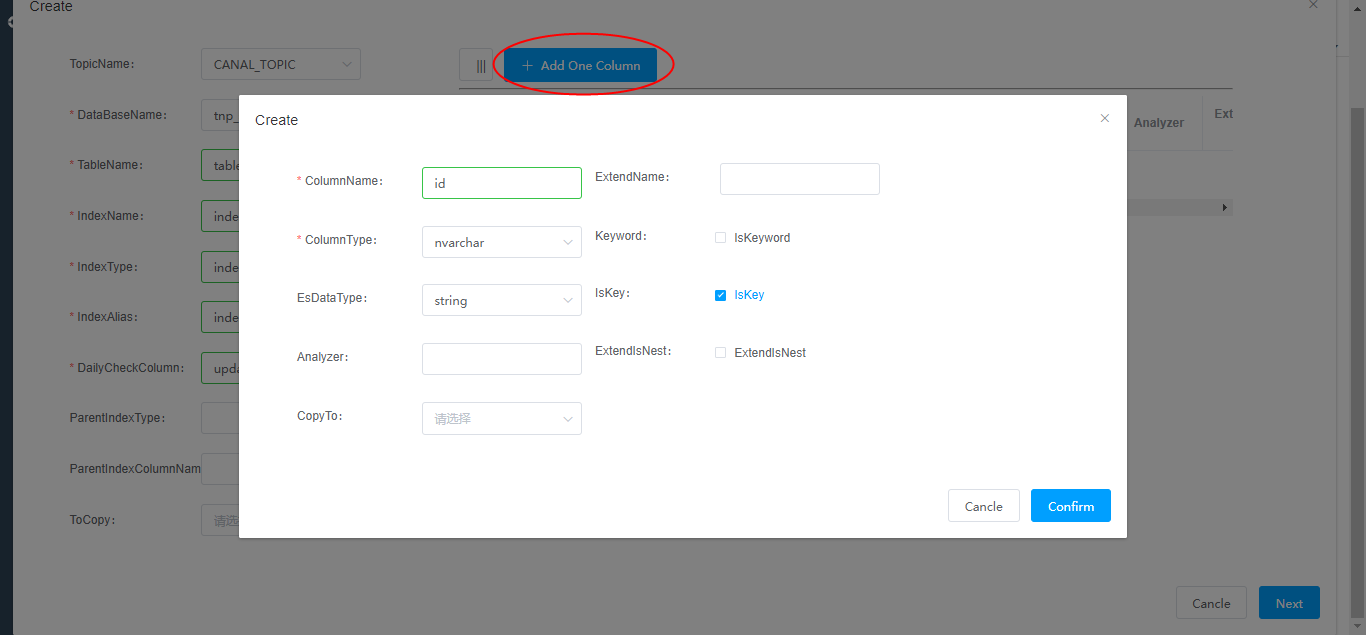 Create
TopicName:
CANAL_TOPIC
Add One Column
* DataBaseName:
tnp_
Analyzer
Ext
* TableName:
table
* IndexName:
inde
* IndexType:
inde
* IndexAlias:
inde
* DailyCheckColumn:
upda
ParentIndexType:
ParentIndexColumnNam
ToCopy:
请选
Create
* ColumnName:
id
ExtendName:
* ColumnType:
nvarchar
Keyword:
IsKeyword
EsDataType:
string
IsKey:
IsKey
Analyzer:
ExtendIsNest:
ExtendIsNest
CopyTo:
请选择
Cancle
Confirm
Cancle
Next